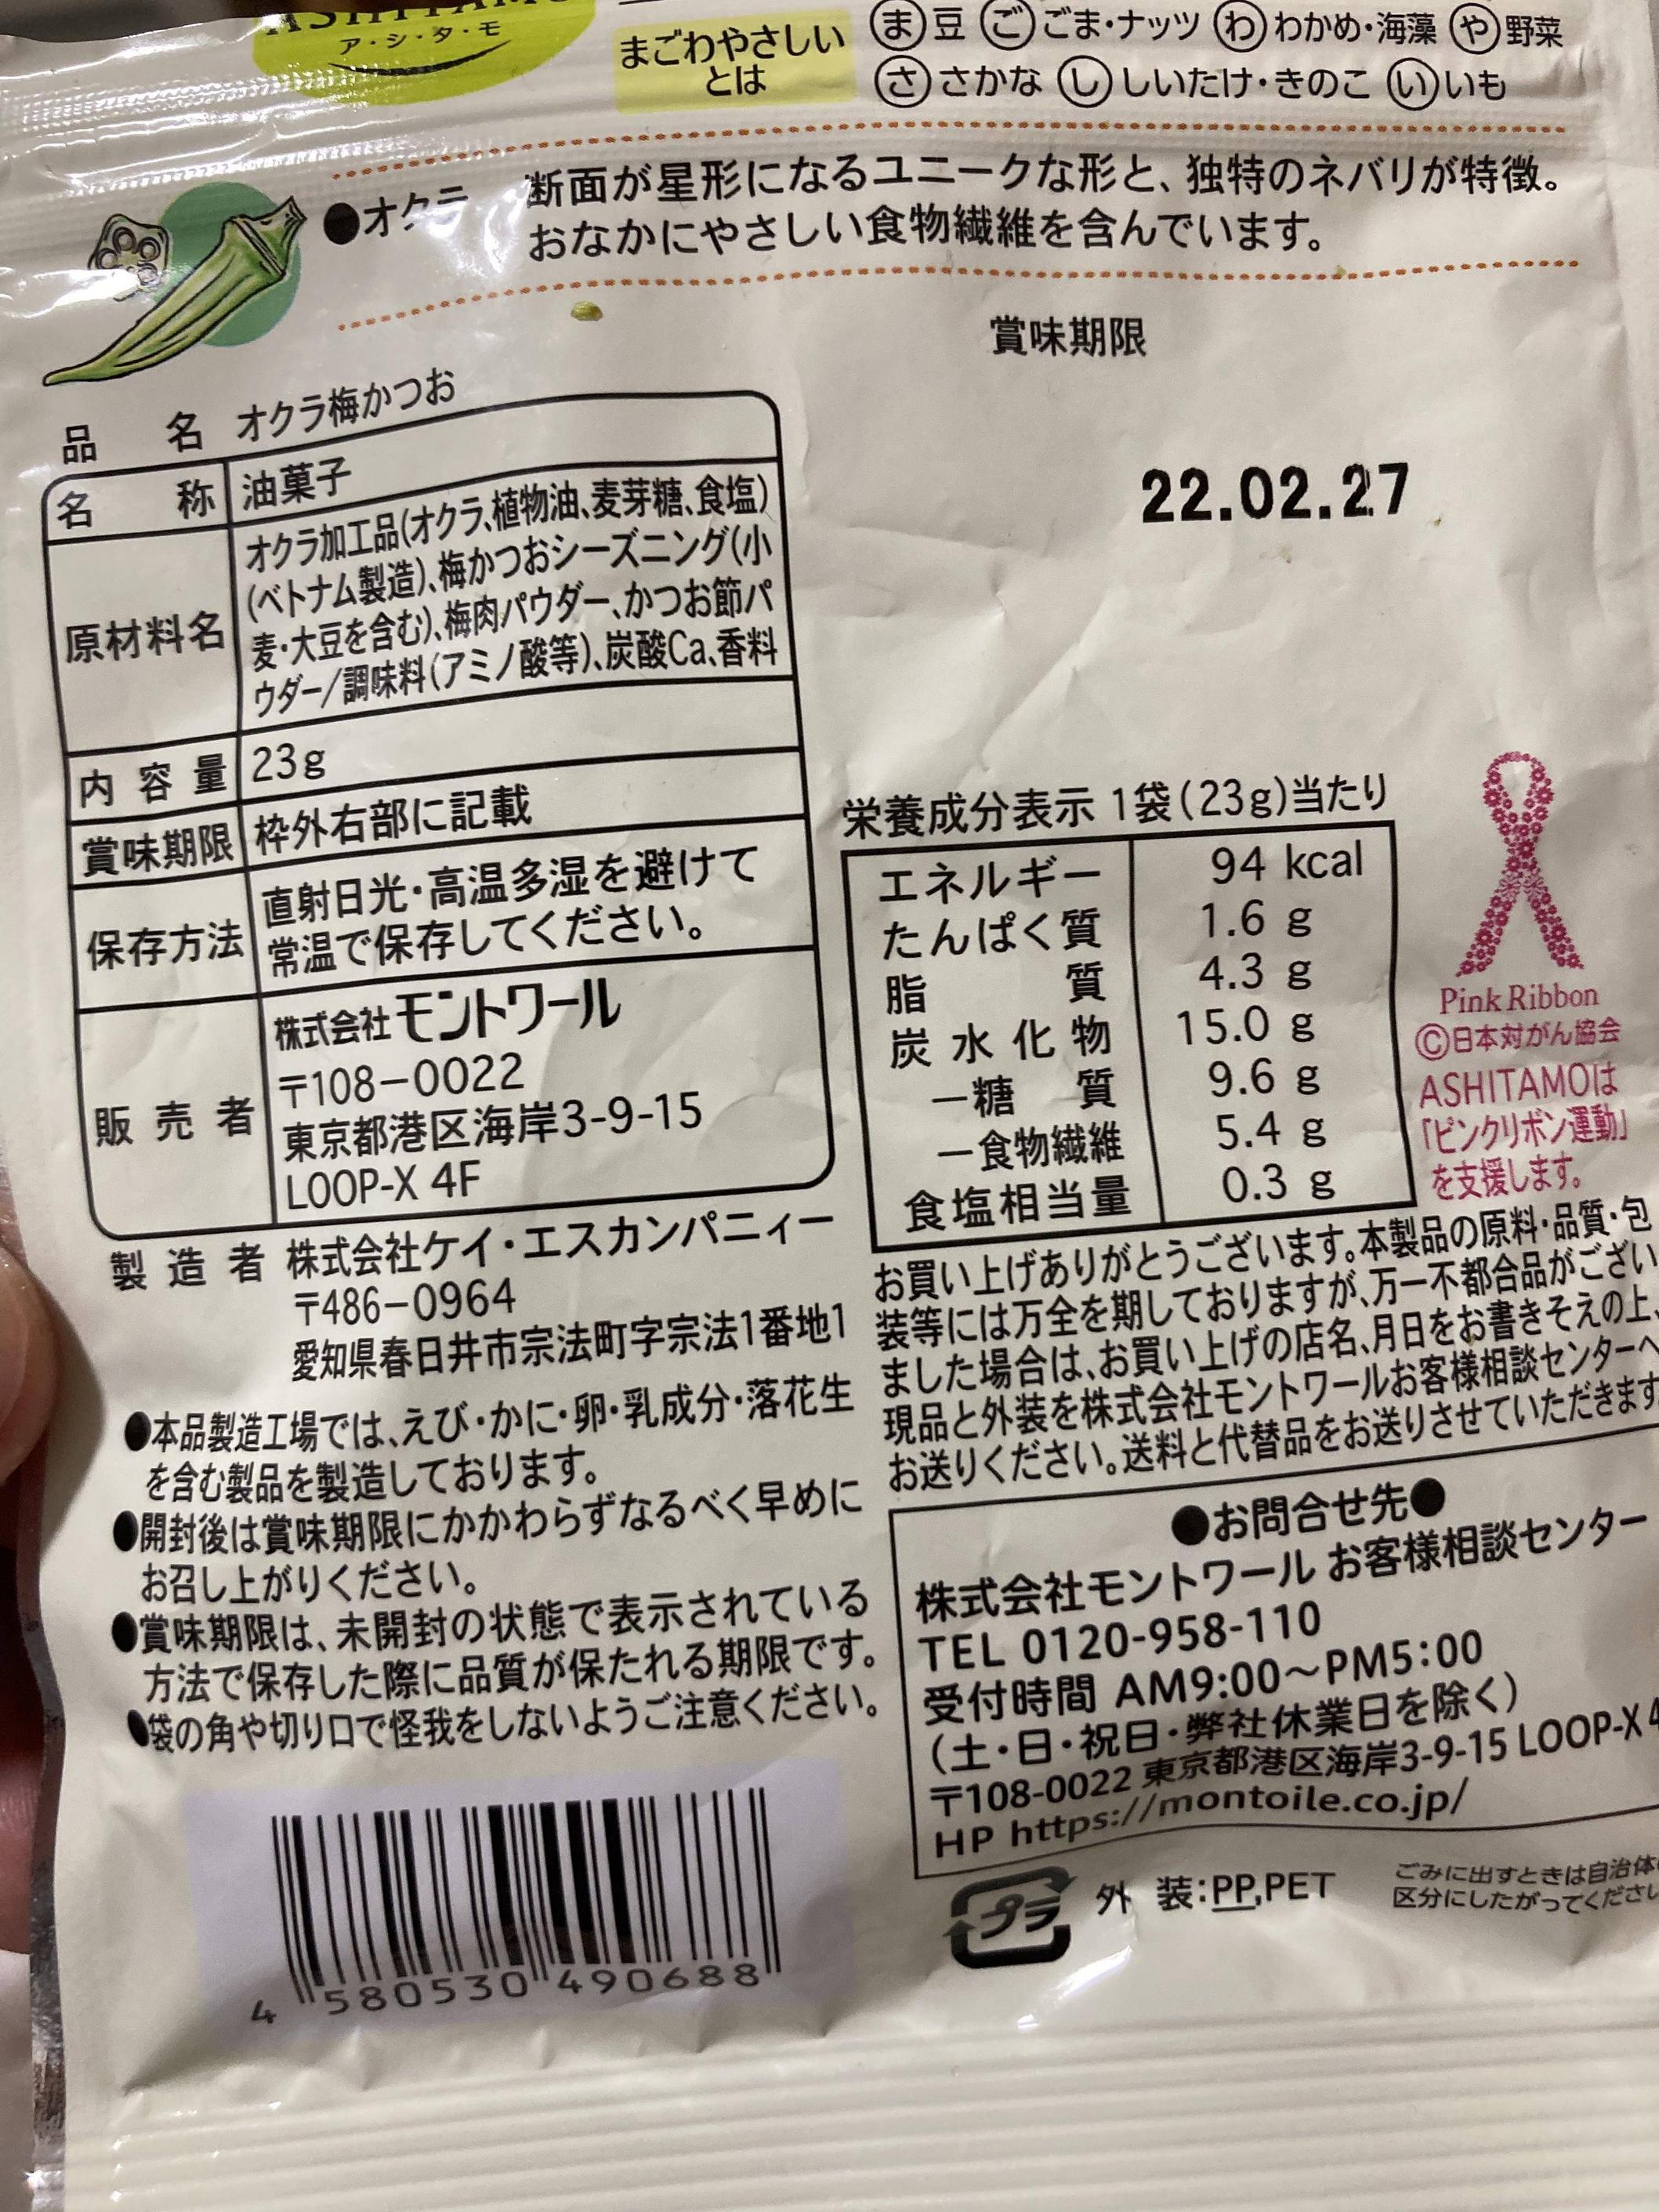 ア・シ・タ・モ
まごわやさしい
とは
ま 豆 ご ごま・ナッツ わ わかめ・海藻 や 野菜
さ さかな し しいたけ・きのこ い いも
●オクラ
断面が星形になるユニークな形と、独特のネバリが特徴。
おなかにやさしい食物繊維を含んでいます。
賞味期限
22.02.27
品 名 オクラ梅かつお
名 称 油菓子
原材料名
オクラ加工品(オクラ、植物油、麦芽糖、食塩)
(ベトナム製造)、梅かつおシーズニング(小
麦・大豆を含む)、梅肉パウダー、かつお節パ
ウダー/調味料(アミノ酸等)、炭酸Ca、香料
内容量 23g
賞味期限 枠外右部に記載
保存方法
直射日光・高温多湿を避けて
常温で保存してください。
販売者
株式会社モントワール
〒108-0022
東京都港区海岸3-9-15
LOOP-X 4F
製造者 株式会社ケイ・エスカンパニィー
〒486-0964
愛知県春日井市宗法町字宗法1番地1
●本品製造工場では、えび・かに・卵・乳成分・落花生
を含む製品を製造しております。
●開封後は賞味期限にかかわらずなるべく早めに
お召し上がりください。
●賞味期限は、未開封の状態で表示されている
方法で保存した際に品質が保たれる期限です。
●袋の角や切り口で怪我をしないようご注意ください。
4 580530 490688
栄養成分表示 1袋(23g)当たり
エネルギー 94 kcal
たんぱく質 1.6 g
脂質 4.3 g
炭水化物 15.0 g
-糖質 9.6 g
-食物繊維 5.4 g
食塩相当量 0.3 g
Pink Ribbon
©日本対がん協会
ASHITAMOは
「ピンクリボン運動」
を支援します。
お買い上げありがとうございます。本製品の原料・品質・包
装等には万全を期しておりますが、万一不都合品がござい
ました場合は、お買い上げの店名、月日をお書きそえの上、
現品と外装を株式会社モントワールお客様相談センターへ
お送りください。送料と代替品をお送りさせていただきます
●お問合せ先●
株式会社モントワール お客様相談センター
TEL 0120-958-110
受付時間 AM9:00～PM5:00
(土・日・祝日・弊社休業日を除く)
〒108-0022 東京都港区海岸3-9-15 LOOP-X 4
HP https://montoile.co.jp/
プラ
外 装:PP,PET
ごみに出すときは自治体
区分にしたがってください